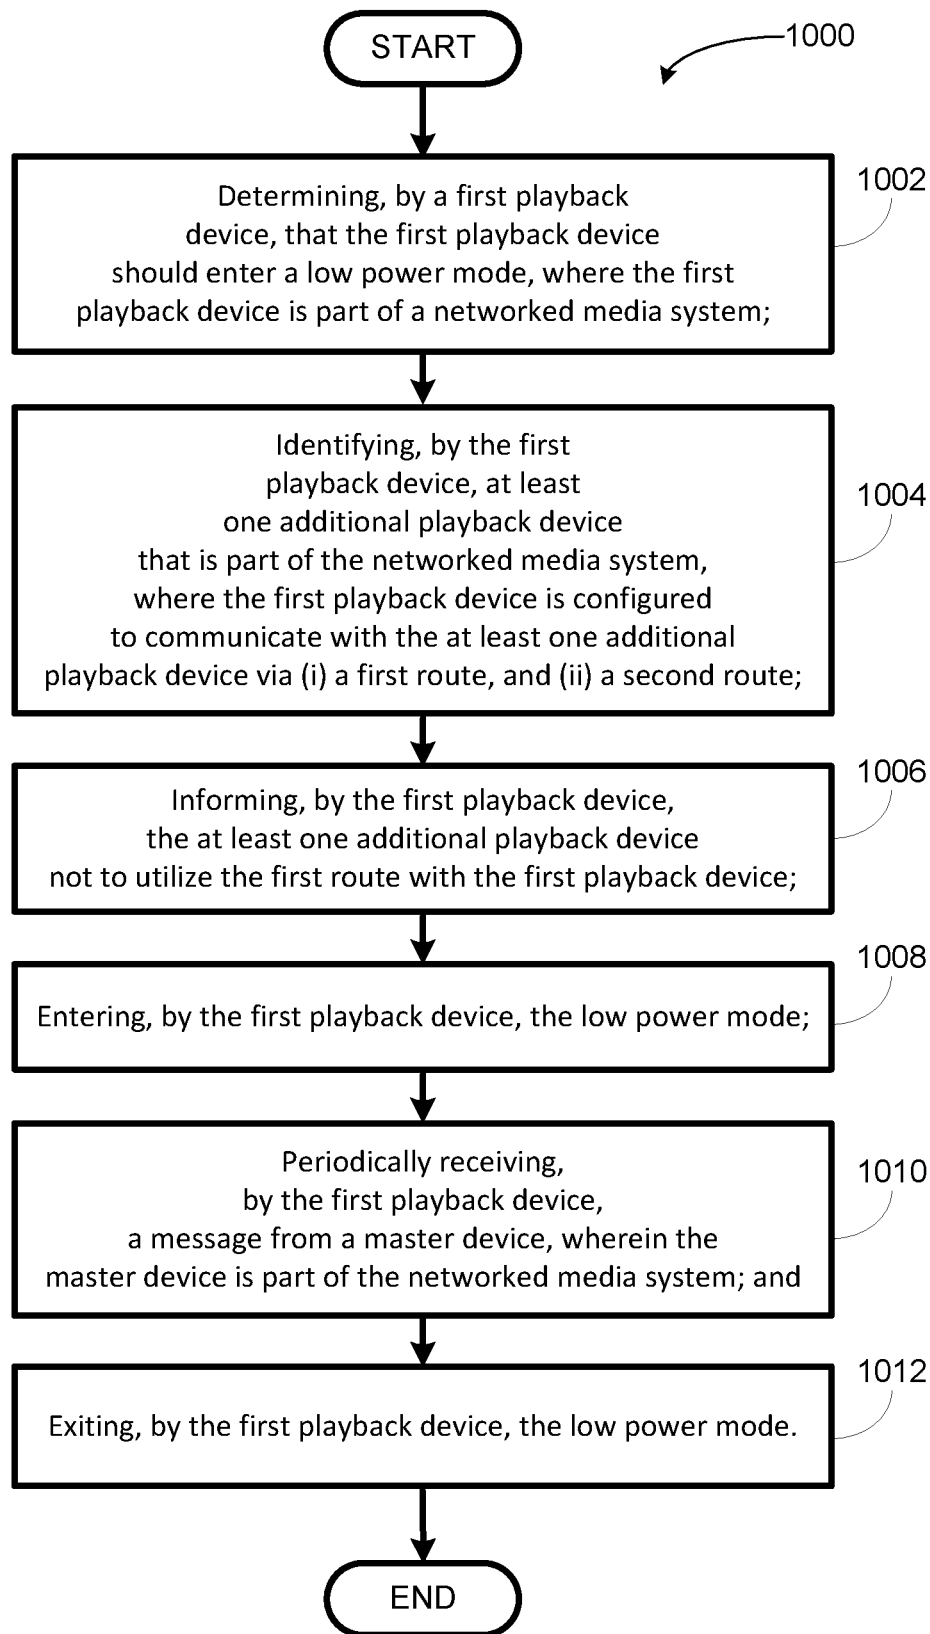 START
1000
1002
Determining, by a first playback
device, that the first playback device
should enter a low power mode, where the first
playback device is part of a networked media system;
1004
Identifying, by the first
playback device, at least
one additional playback device
that is part of the networked media system,
where the first playback device is configured
to communicate with the at least one additional
playback device via (i) a first route, and (ii) a second route;
1006
Informing, by the first playback device,
the at least one additional playback device
not to utilize the first route with the first playback device;
1008
Entering, by the first playback device, the low power mode;
1010
Periodically receiving,
by the first playback device,
a message from a master device, wherein the
master device is part of the networked media system; and
1012
Exiting, by the first playback device, the low power mode.
END